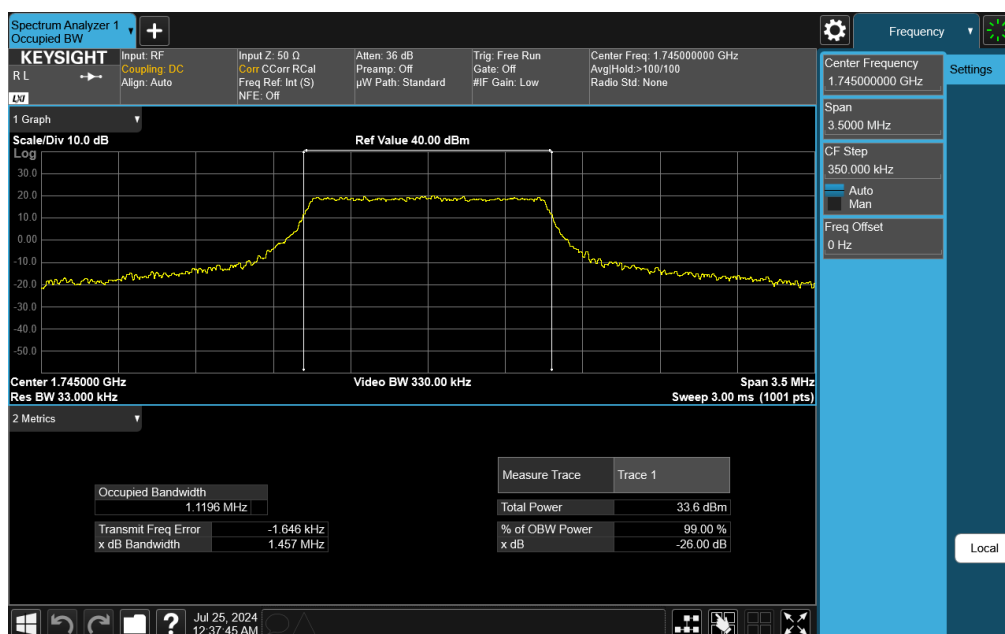 Spectrum Analyzer 1
Occupied BW
Frequency
KEYSIGHT
R L
LXI
Input: RF
Coupling: DC
Align: Auto
Input Z: 50 Ω
Corr CCorr RCal
Freq Ref: Int (S)
NFE: Off
Atten: 36 dB
Preamp: Off
µW Path: Standard
Trig: Free Run
Gate: Off
#IF Gain: Low
Center Freq: 1.745000000 GHz
Avg|Hold:>100/100
Radio Std: None
Center Frequency
1.745000000 GHz
Settings
Span
3.5000 MHz
CF Step
350.000 kHz
Auto
Man
Freq Offset
0 Hz
1 Graph
Scale/Div 10.0 dB
Ref Value 40.00 dBm
Log
30.0
20.0
10.0
0.00
-10.0
-20.0
-30.0
-40.0
-50.0
Center 1.745000 GHz
Video BW 330.00 kHz
Span 3.5 MHz
Res BW 33.000 kHz
Sweep 3.00 ms (1001 pts)
2 Metrics
Measure Trace Trace 1
Occupied Bandwidth
1.1196 MHz
Total Power 33.6 dBm
Transmit Freq Error -1.646 kHz
% of OBW Power 99.00 %
x dB Bandwidth 1.457 MHz
x dB -26.00 dB
Local
?
Jul 25, 2024
12:37:45 AM